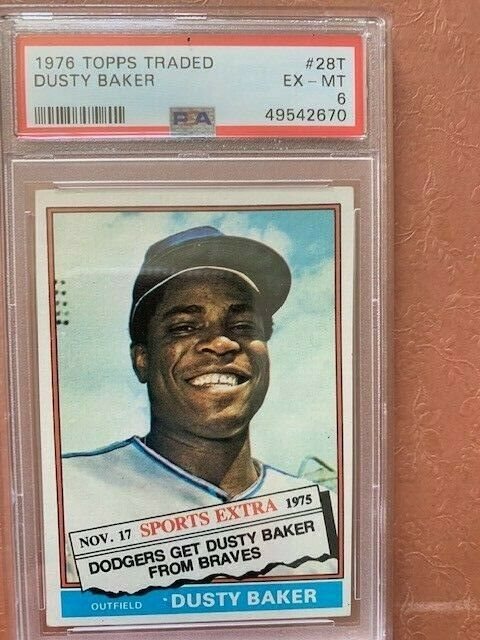 1976 TOPPS TRADED #28T
DUSTY BAKER EX - MT
6
PSA 49542670
NOV. 17 SPORTS EXTRA 1975
DODGERS GET DUSTY BAKER
FROM BRAVES
OUTFIELD DUSTY BAKER